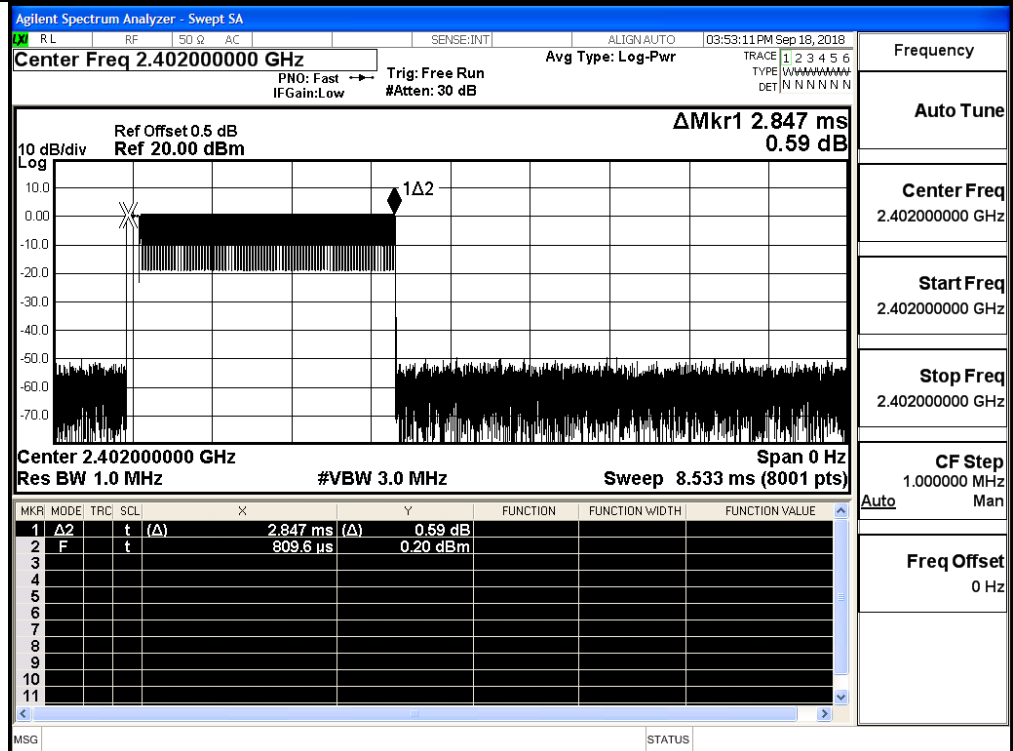 Agilent Spectrum Analyzer - Swept SA
LXI RL RF 50 Ω AC SENSE:INT ALIGN AUTO 03:53:11 PM Sep 18, 2018
Center Freq 2.402000000 GHz
PNO: Fast
IFGain:Low
Trig: Free Run
#Atten: 30 dB
Avg Type: Log-Pwr
TRACE 1 2 3 4 5 6
TYPE WWWWWW
DET N N N N N N
ΔMkr1 2.847 ms
0.59 dB
10 dB/div
Log
Ref Offset 0.5 dB
Ref 20.00 dBm
10.0
0.00
-10.0
-20.0
-30.0
-40.0
-50.0
-60.0
-70.0
1Δ2
Center 2.402000000 GHz Span 0 Hz
Res BW 1.0 MHz #VBW 3.0 MHz Sweep 8.533 ms (8001 pts)
MKR MODE TRC SCL X Y FUNCTION FUNCTION WIDTH FUNCTION VALUE
1 Δ2 t (Δ) 2.847 ms (Δ) 0.59 dB
2 F t 809.6 µs 0.20 dBm
3
4
5
6
7
8
9
10
11
MSG STATUS
Frequency
Auto Tune
Center Freq
2.402000000 GHz
Start Freq
2.402000000 GHz
Stop Freq
2.402000000 GHz
CF Step
1.000000 MHz
Auto Man
Freq Offset
0 Hz